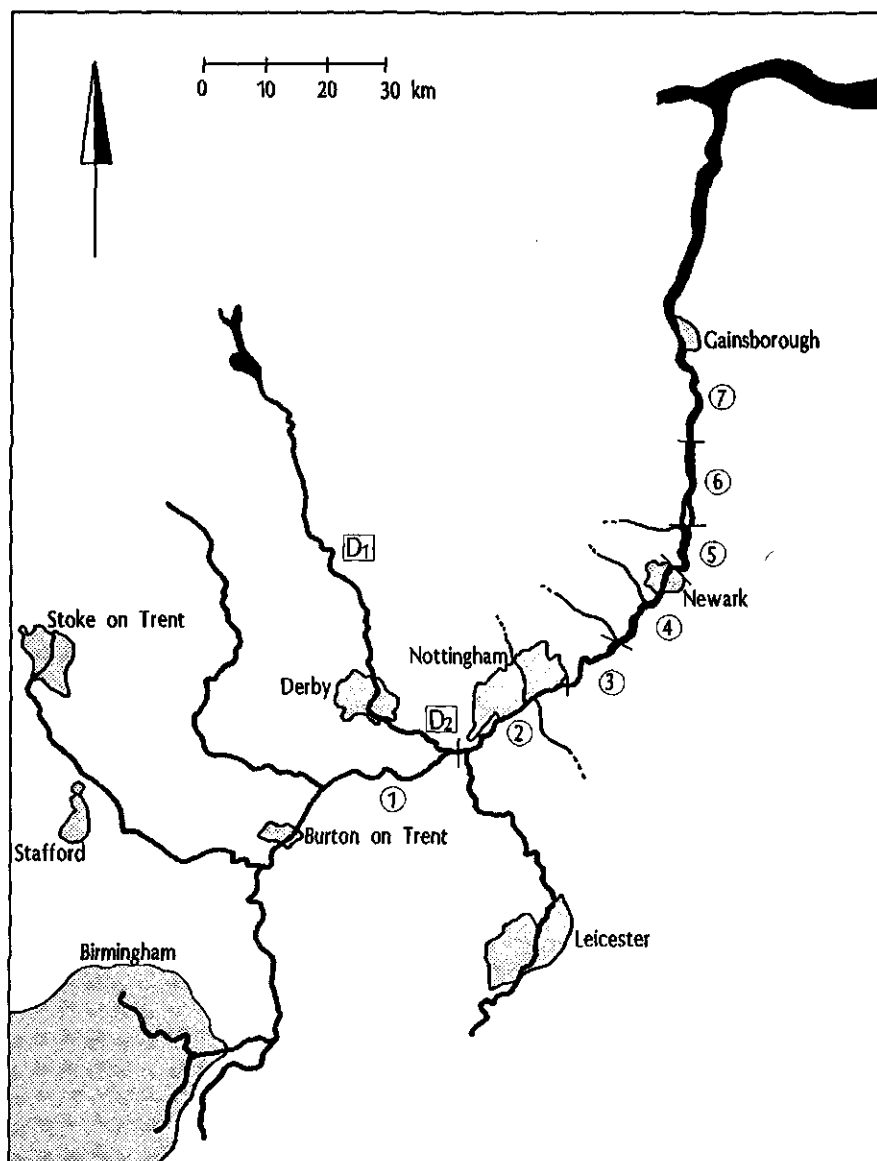 0 10 20 30 km
Gainsborough
⑦
⑥
D1
⑤
Newark
Stoke on Trent
④
Nottingham
③
Derby
D2
②
①
Stafford
Burton on Trent
Leicester
Birmingham